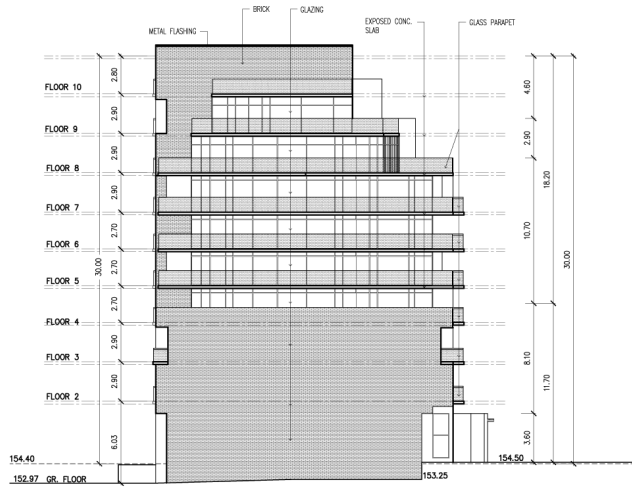 BRICK
GLAZING
METAL FLASHING
EXPOSED CONC.
SLAB
GLASS PARAPET
2.80
FLOOR 10
4.60
2.90
FLOOR 9
2.90
2.90
FLOOR 8
18.20
2.90
FLOOR 7
10.70
2.70
FLOOR 6
30.00
30.00
2.70
FLOOR 5
2.70
FLOOR 4
2.90
8.10
FLOOR 3
11.70
2.90
FLOOR 2
6.03
3.60
154.40
154.50
152.97 GR. FLOOR
153.25